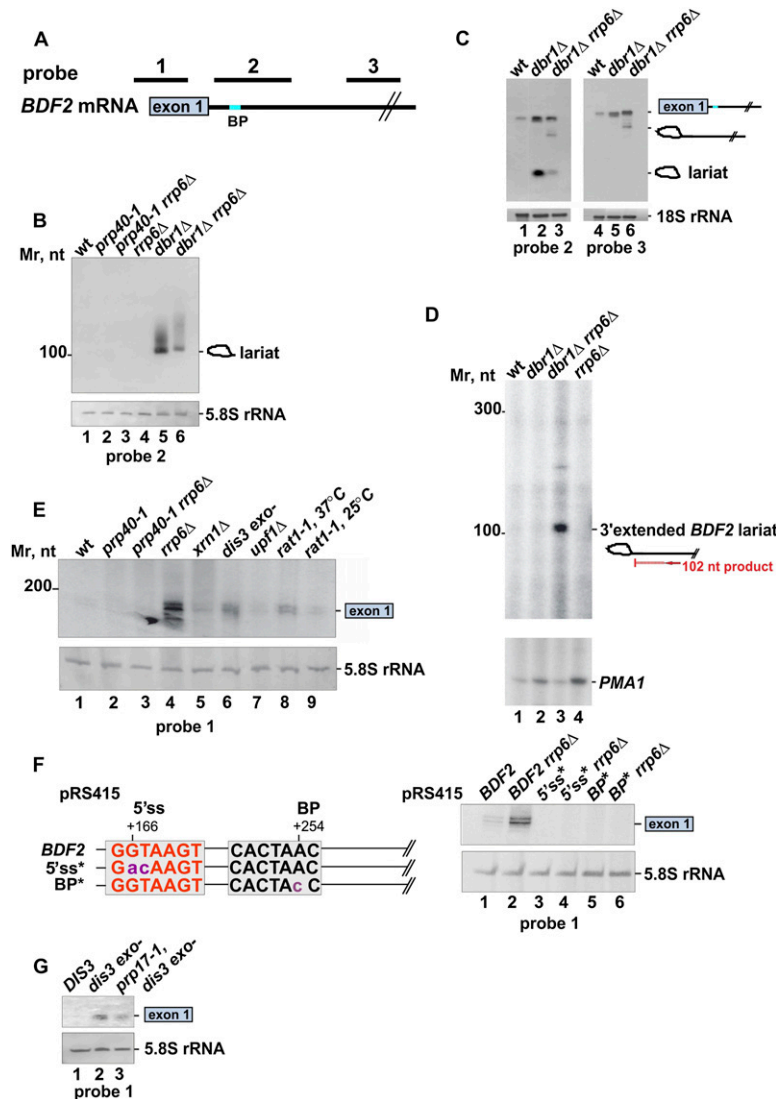 A
probe
1 2 3
BDF2 mRNA
exon 1
BP
B
wt
prp40-1
prp40-1 rrp6Δ
rrp6Δ
dbr1Δ
dbr1Δ rrp6Δ
Mr, nt
100
lariat
5.8S rRNA
1 2 3 4 5 6
probe 2
C
wt
dbr1Δ
dbr1Δ rrp6Δ
wt
dbr1Δ
dbr1Δ rrp6Δ
exon 1
lariat
18S rRNA
1 2 3 4 5 6
probe 2 probe 3
D
wt
dbr1Δ
dbr1Δ rrp6Δ
rrp6Δ
Mr, nt
300
100
3'extended BDF2 lariat
102 nt product
PMA1
1 2 3 4
E
wt
prp40-1
prp40-1 rrp6Δ
rrp6Δ
xrn1Δ
dis3 exo-
upf1Δ
rat1-1, 37°C
rat1-1, 25°C
Mr, nt
200
exon 1
5.8S rRNA
1 2 3 4 5 6 7 8 9
probe 1
F
pRS415
5'ss BP
+166 +254
BDF2 GGTAAGT CACTAAC
5'ss* GacAAGT CACTAAC
BP* GGTAAGT CACTAcC
pRS415
BDF2
BDF2 rrp6Δ
5'ss*
5'ss* rrp6Δ
BP*
BP* rrp6Δ
exon 1
5.8S rRNA
1 2 3 4 5 6
probe 1
G
DIS3
dis3 exo-
prp17-1,
dis3 exo-
exon 1
5.8S rRNA
1 2 3
probe 1